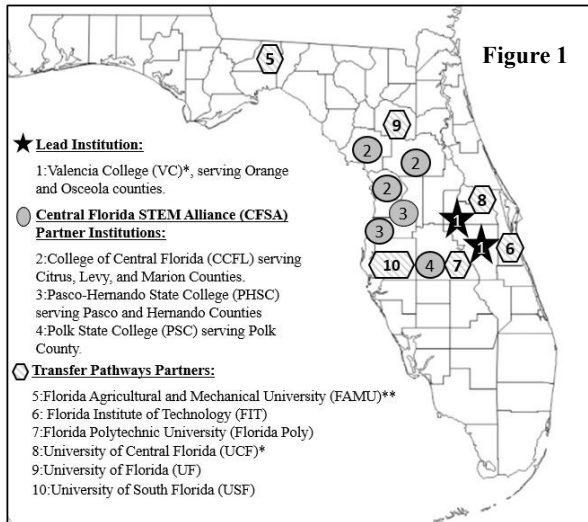 Figure 1
5
9
2
2
2
3
3
8
1
1
6
10
4
7
Lead Institution:
1:Valencia College (VC)*, serving Orange
and Osceola counties.
Central Florida STEM Alliance (CFSA)
Partner Institutions:
2:College of Central Florida (CCFL) serving
Citrus, Levy, and Marion Counties.
3:Pasco-Hernando State College (PHSC)
serving Pasco and Hernando Counties
4:Polk State College (PSC) serving Polk
County.
Transfer Pathways Partners:
5:Florida Agricultural and Mechanical University (FAMU)**
6: Florida Institute of Technology (FIT)
7:Florida Polytechnic University (Florida Poly)
8:University of Central Florida (UCF)*
9:University of Florida (UF)
10:University of South Florida (USF)